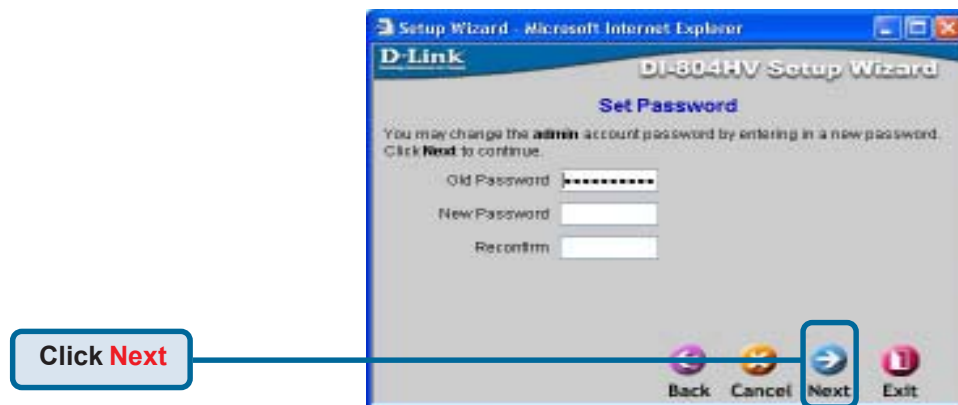 Setup Wizard - Microsoft Internet Explorer
D-Link
DI-804HV Setup Wizard
Set Password
You may change the admin account password by entering in a new password.
Click Next to continue.
Old Password ••••••••••
New Password
Reconfirm
Click Next
Back Cancel Next Exit